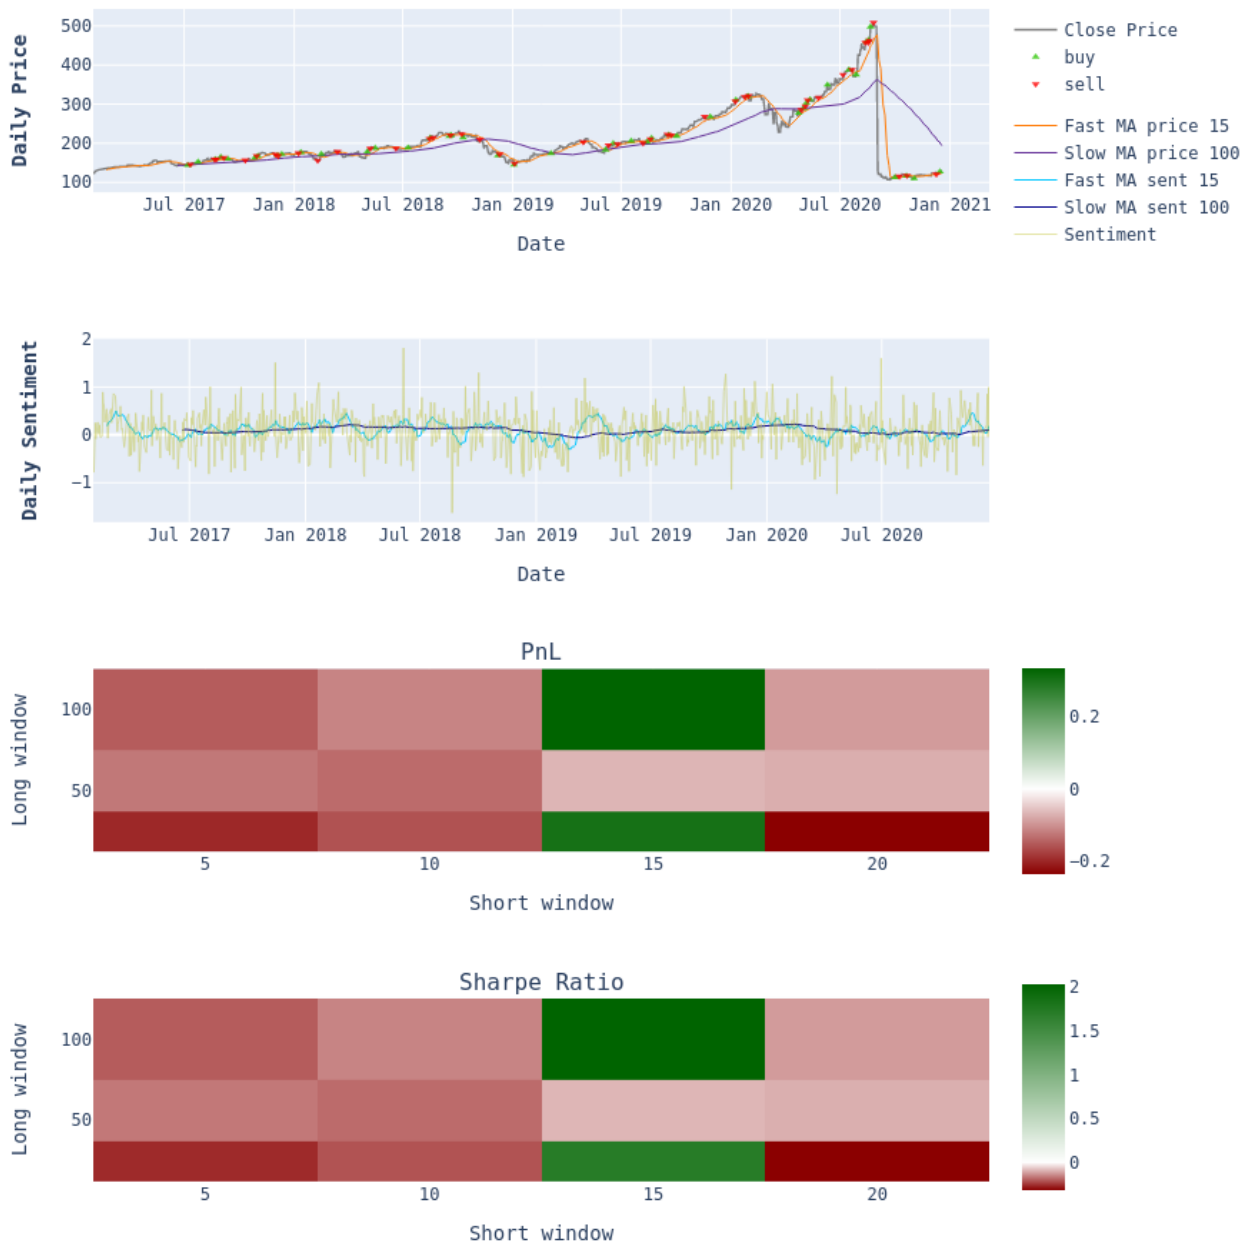 500
400
300
200
100
Daily Price
Jul 2017
Jan 2018
Jul 2018
Jan 2019
Jul 2019
Jan 2020
Jul 2020
Jan 2021
Date
Close Price
buy
sell
Fast MA price 15
Slow MA price 100
Fast MA sent 15
Slow MA sent 100
Sentiment
2
1
0
−1
Daily Sentiment
Jul 2017
Jan 2018
Jul 2018
Jan 2019
Jul 2019
Jan 2020
Jul 2020
Date
PnL
100
50
Long window
5
10
15
20
Short window
0.2
0
−0.2
Sharpe Ratio
100
50
Long window
5
10
15
20
Short window
2
1.5
1
0.5
0